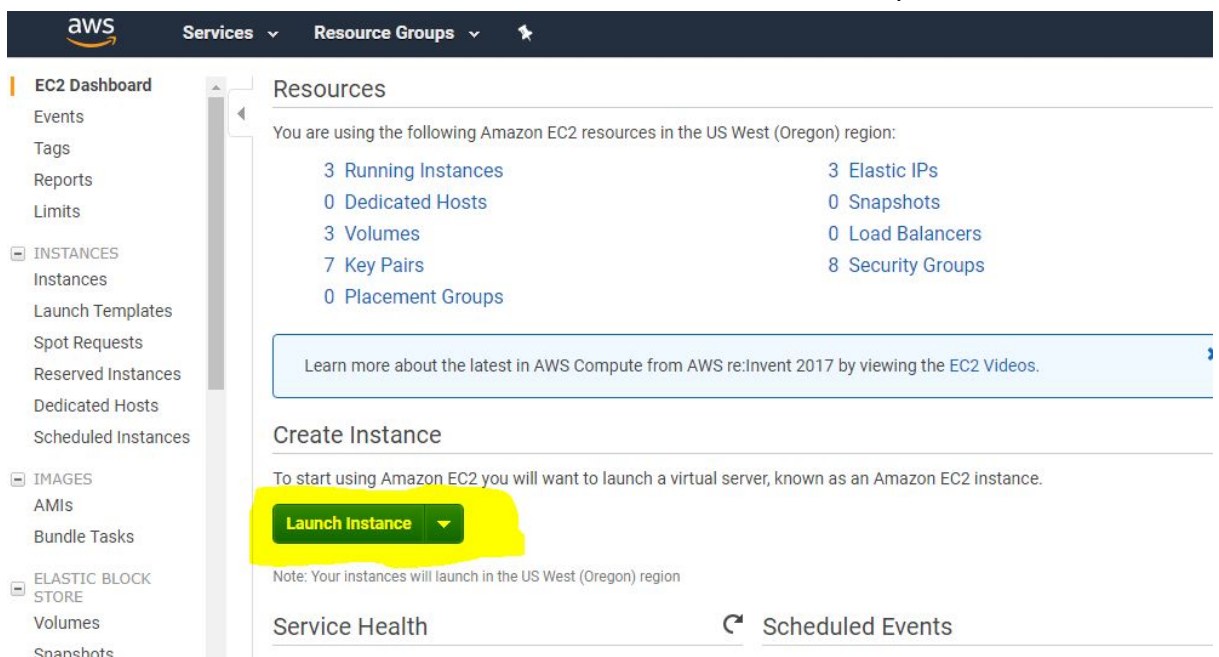 aws Services Resource Groups
EC2 Dashboard
Events
Tags
Reports
Limits
INSTANCES
Instances
Launch Templates
Spot Requests
Reserved Instances
Dedicated Hosts
Scheduled Instances
IMAGES
AMIs
Bundle Tasks
ELASTIC BLOCK
STORE
Volumes
Snapshots
Resources
You are using the following Amazon EC2 resources in the US West (Oregon) region:
3 Running Instances
0 Dedicated Hosts
3 Volumes
7 Key Pairs
0 Placement Groups
3 Elastic IPs
0 Snapshots
0 Load Balancers
8 Security Groups
Learn more about the latest in AWS Compute from AWS re:Invent 2017 by viewing the EC2 Videos.
Create Instance
To start using Amazon EC2 you will want to launch a virtual server, known as an Amazon EC2 instance.
Launch Instance
Note: Your instances will launch in the US West (Oregon) region
Service Health
Scheduled Events